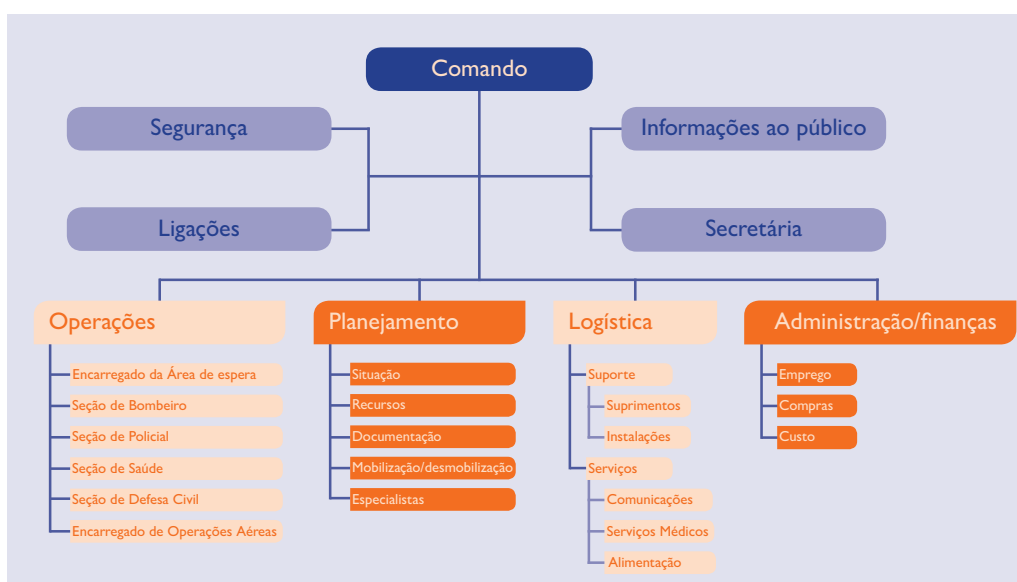 Comando
Segurança
Informações ao público
Ligações
Secretária
Operações
Encarregado da Área de espera
Seção de Bombeiro
Seção de Policial
Seção de Saúde
Seção de Defesa Civil
Encarregado de Operações Aéreas
Planejamento
Situação
Recursos
Documentação
Mobilização/desmobilização
Especialistas
Logística
Suporte
Suprimentos
Instalações
Serviços
Comunicações
Serviços Médicos
Alimentação
Administração/finanças
Emprego
Compras
Custo